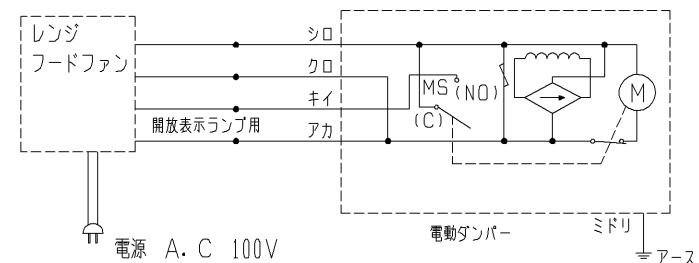 レンジ
フードファン
シロ
クロ
キイ
開放表示ランプ用
アカ
MS
(NO)
(C)
M
電動ダンパー
ミドリ
アース
電源 A.C 100V